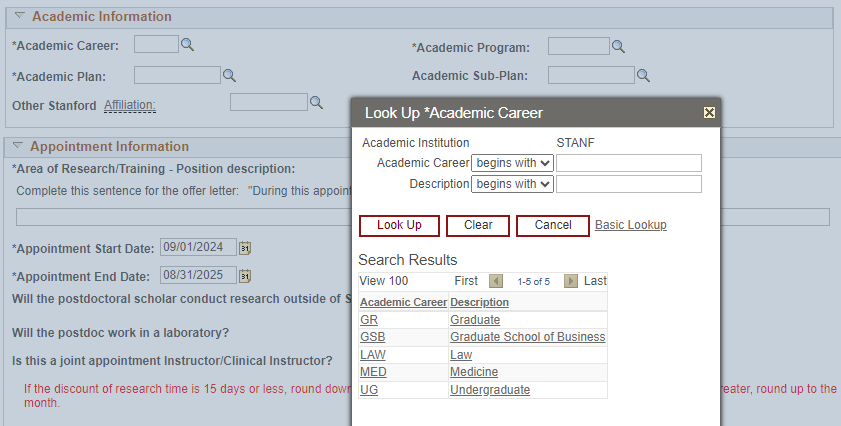 Academic Information
*Academic Career:
*Academic Program:
*Academic Plan:
Academic Sub-Plan:
Other Stanford Affiliation:
Appointment Information
*Area of Research/Training - Position description:
Complete this sentence for the offer letter: "During this appoint
*Appointment Start Date: 09/01/2024 31
*Appointment End Date: 08/31/2025 31
Will the postdoctoral scholar conduct research outside of S
Will the postdoc work in a laboratory?
Is this a joint appointment Instructor/Clinical Instructor?
If the discount of research time is 15 days or less, round down
eater, round up to the
month.
Look Up *Academic Career
Academic Institution STANF
Academic Career begins with
Description begins with
Look Up Clear Cancel Basic Lookup
Search Results
View 100 First 1-5 of 5 Last
Academic Career Description
GR Graduate
GSB Graduate School of Business
LAW Law
MED Medicine
UG Undergraduate